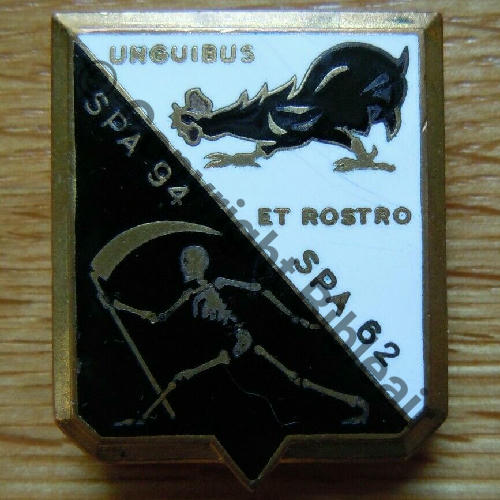 UNGUIBUS
SPA 94
ET ROSTRO
SPA 62